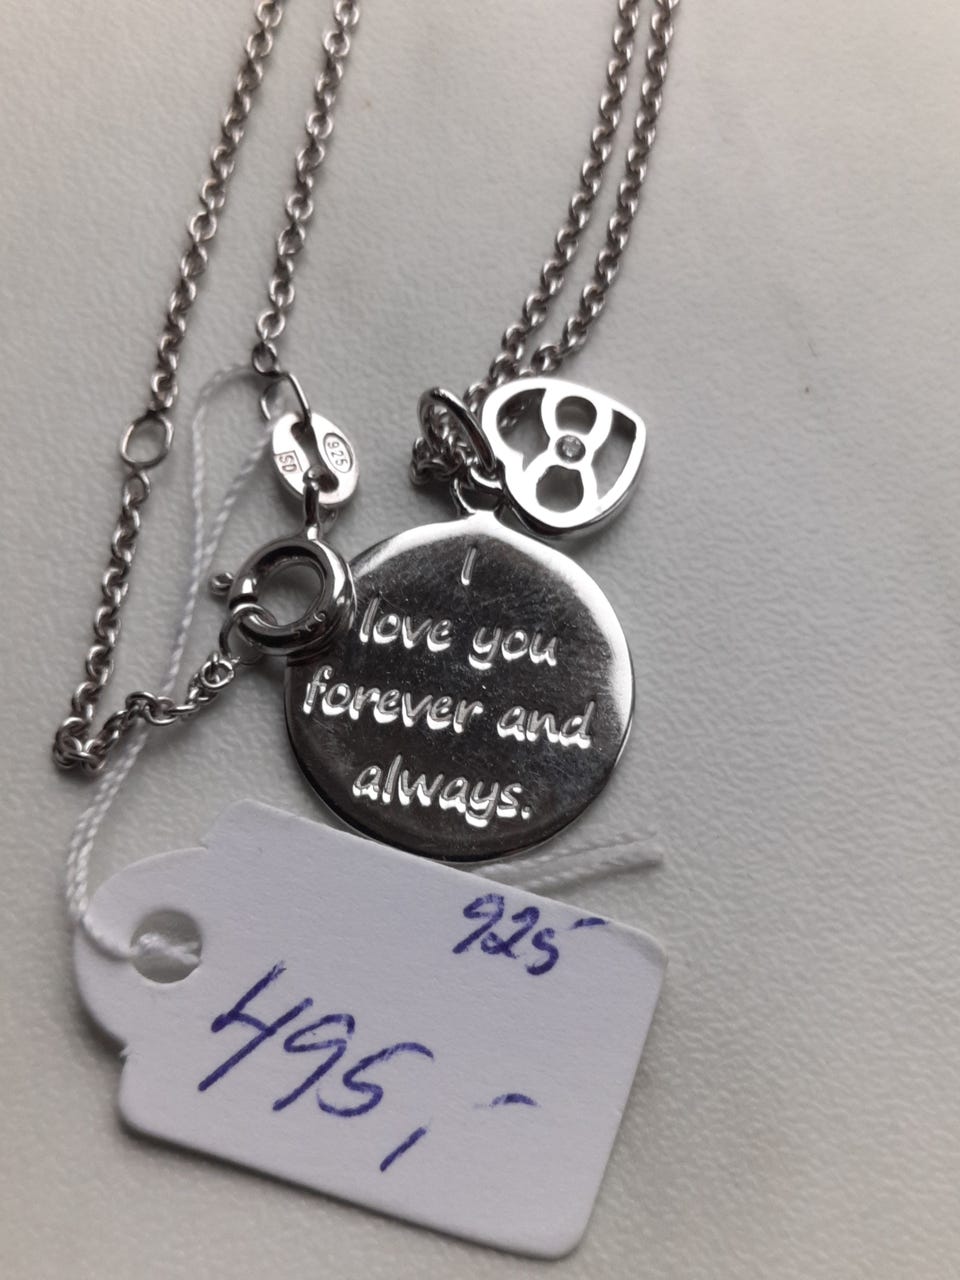 925
SD
I
love you
forever and
always.
925
495,-